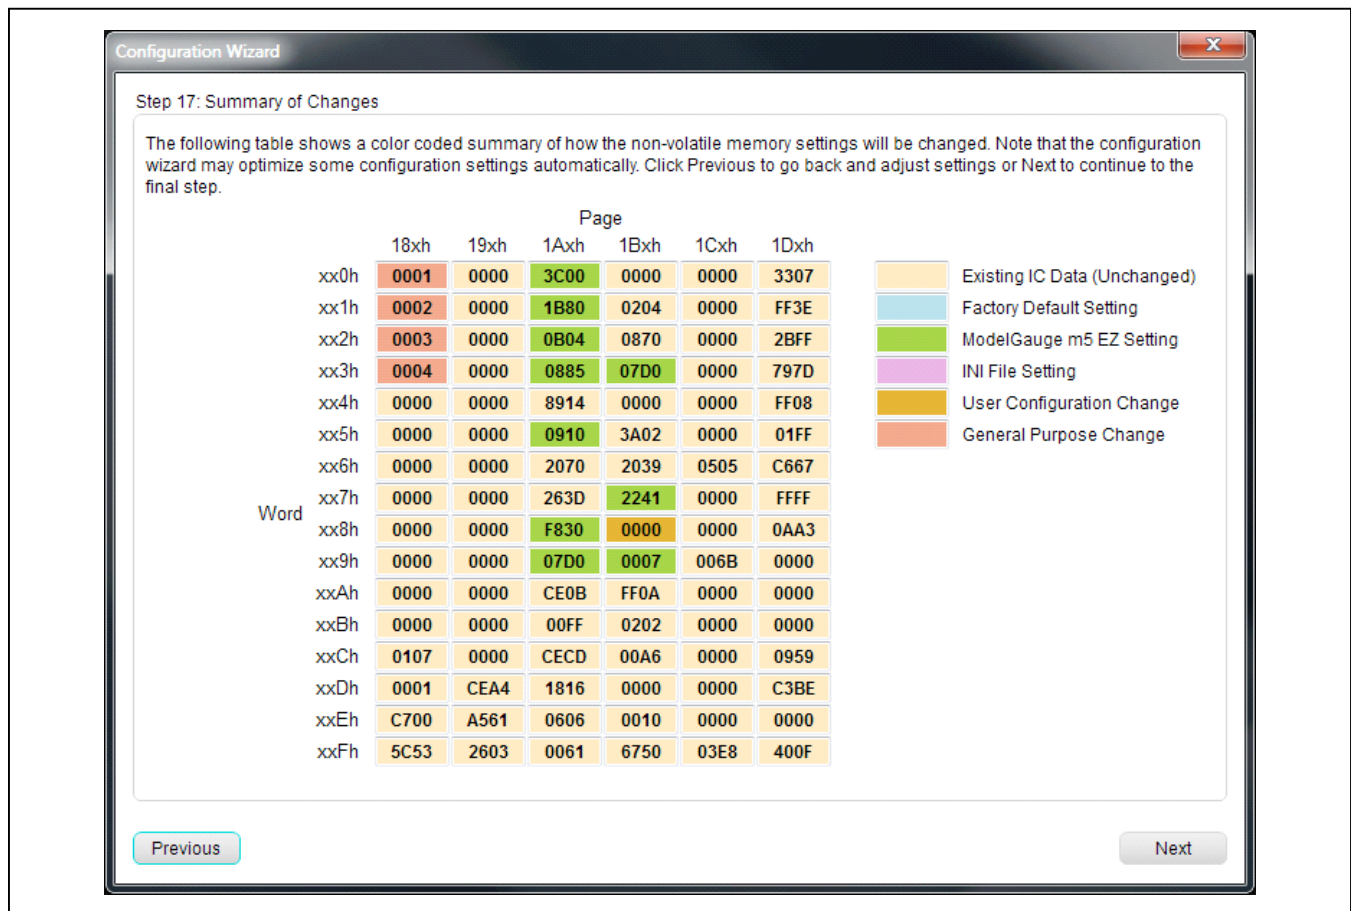 Configuration Wizard
x
Step 17: Summary of Changes
The following table shows a color coded summary of how the non-volatile memory settings will be changed. Note that the configuration
wizard may optimize some configuration settings automatically. Click Previous to go back and adjust settings or Next to continue to the
final step.
Page
18xh 19xh 1Axh 1Bxh 1Cxh 1Dxh
xx0h 0001 0000 3C00 0000 0000 3307 Existing IC Data (Unchanged)
xx1h 0002 0000 1B80 0204 0000 FF3E Factory Default Setting
xx2h 0003 0000 0B04 0870 0000 2BFF ModelGauge m5 EZ Setting
xx3h 0004 0000 0885 07D0 0000 797D INI File Setting
xx4h 0000 0000 8914 0000 0000 FF08 User Configuration Change
xx5h 0000 0000 0910 3A02 0000 01FF General Purpose Change
xx6h 0000 0000 2070 2039 0505 C667
xx7h 0000 0000 263D 2241 0000 FFFF
Word
xx8h 0000 0000 F830 0000 0000 0AA3
xx9h 0000 0000 07D0 0007 006B 0000
xxAh 0000 0000 CE0B FF0A 0000 0000
xxBh 0000 0000 00FF 0202 0000 0000
xxCh 0107 0000 CECD 00A6 0000 0959
xxDh 0001 CEA4 1816 0000 0000 C3BE
xxEh C700 A561 0606 0010 0000 0000
xxFh 5C53 2603 0061 6750 03E8 400F
Previous Next